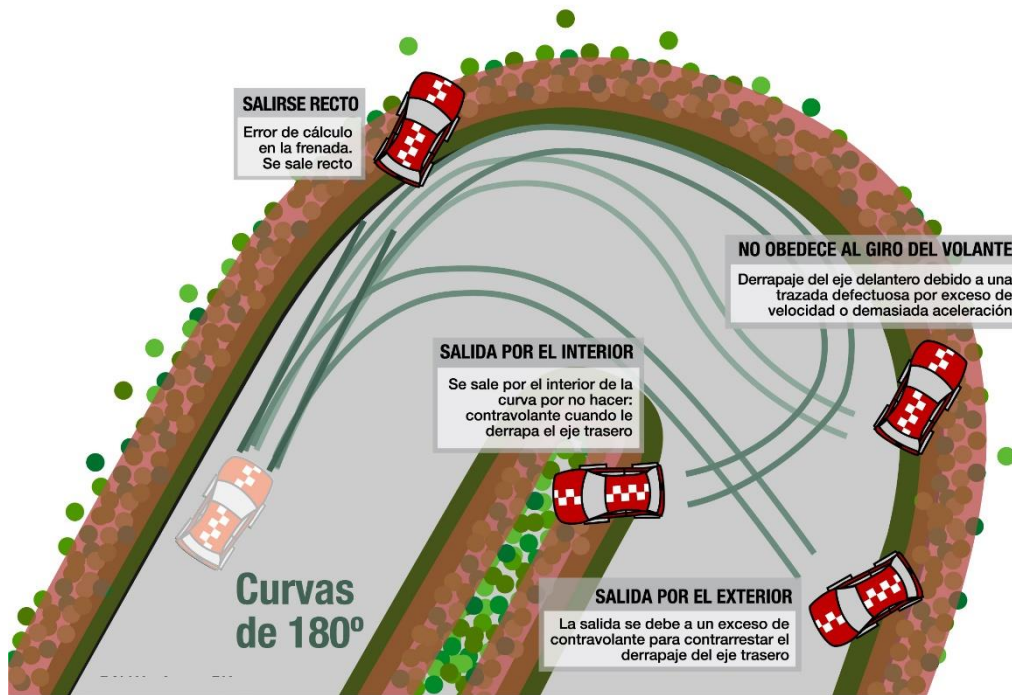 SALIRSE RECTO
Error de cálculo
en la frenada.
Se sale recto
NO OBEDECE AL GIRO DEL VOLANTE
Derrapaje del eje delantero debido a una
trazada defectuosa por exceso de
velocidad o demasiada aceleración
SALIDA POR EL INTERIOR
Se sale por el interior de la
curva por no hacer:
contravolante cuando le
derrapa el eje trasero
Curvas
de 180º
SALIDA POR EL EXTERIOR
La salida se debe a un exceso de
contravolante para contrarrestar el
derrapaje del eje trasero